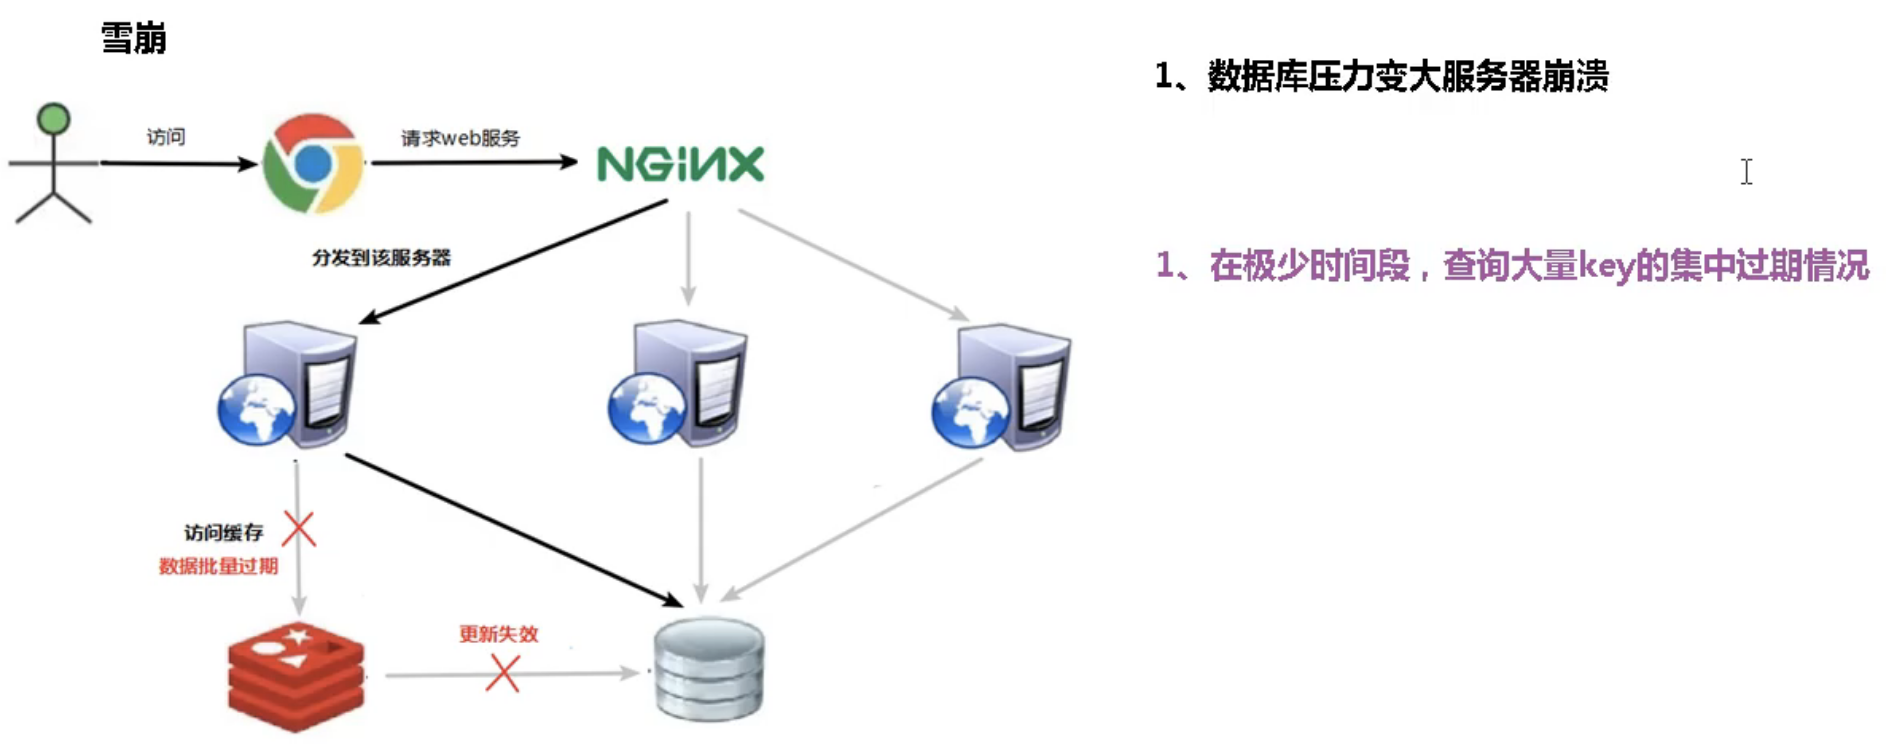 雪崩
1、数据库压力变大服务器崩溃
访问
请求web服务
NGiNX
分发到该服务器
1、在极少时间段，查询大量key的集中过期情况
访问缓存
数据批量过期
更新失效